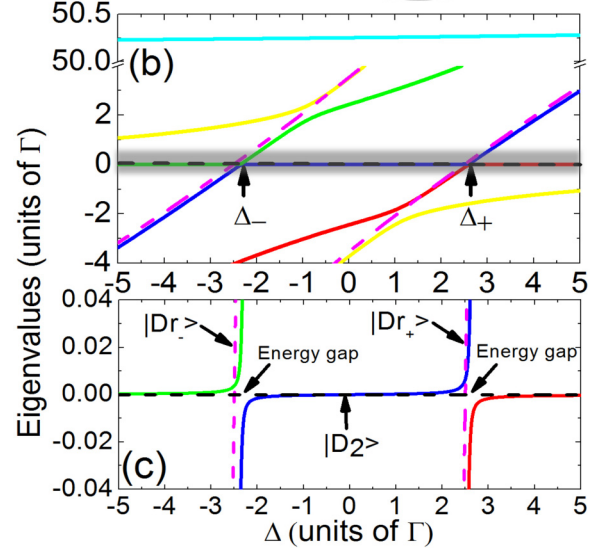 50.5
50.0
(b)
2
0
-2
-4
Δ₋
Δ₊
-5 -4 -3 -2 -1 0 1 2 3 4 5
Eigenvalues (units of Γ)
0.04
0.02
0.00
-0.02
-0.04
|Dr₋>
|Dr₊>
Energy gap
Energy gap
|D2>
(c)
-5 -4 -3 -2 -1 0 1 2 3 4 5
Δ (units of Γ)